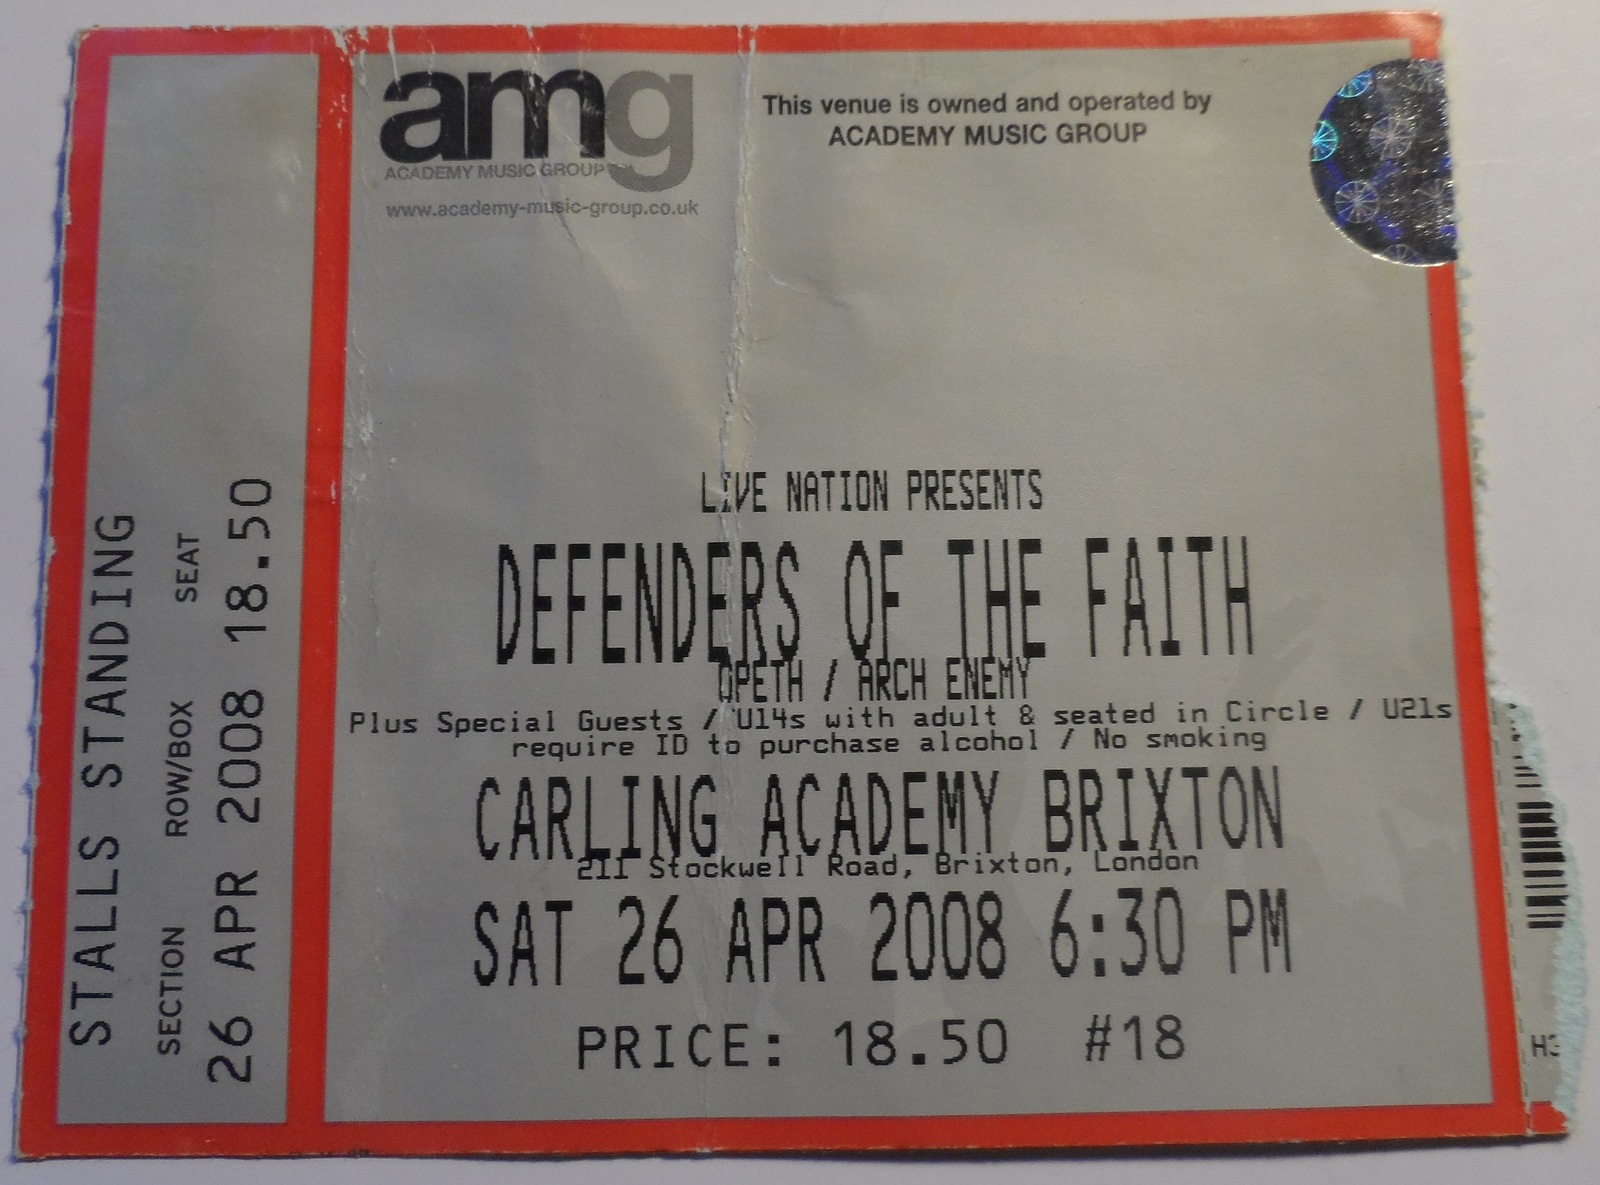 STALLS STANDING
SECTION ROW/BOX SEAT
26 APR 2008 18.50
amg
ACADEMY MUSIC GROUP
www.academy-music-group.co.uk
This venue is owned and operated by
ACADEMY MUSIC GROUP
LIVE NATION PRESENTS
DEFENDERS OF THE FAITH
OPETH / ARCH ENEMY
Plus Special Guests / U14s with adult & seated in Circle / U21s
require ID to purchase alcohol / No smoking
CARLING ACADEMY BRIXTON
211 Stockwell Road, Brixton, London
SAT 26 APR 2008 6:30 PM
PRICE: 18.50 #18